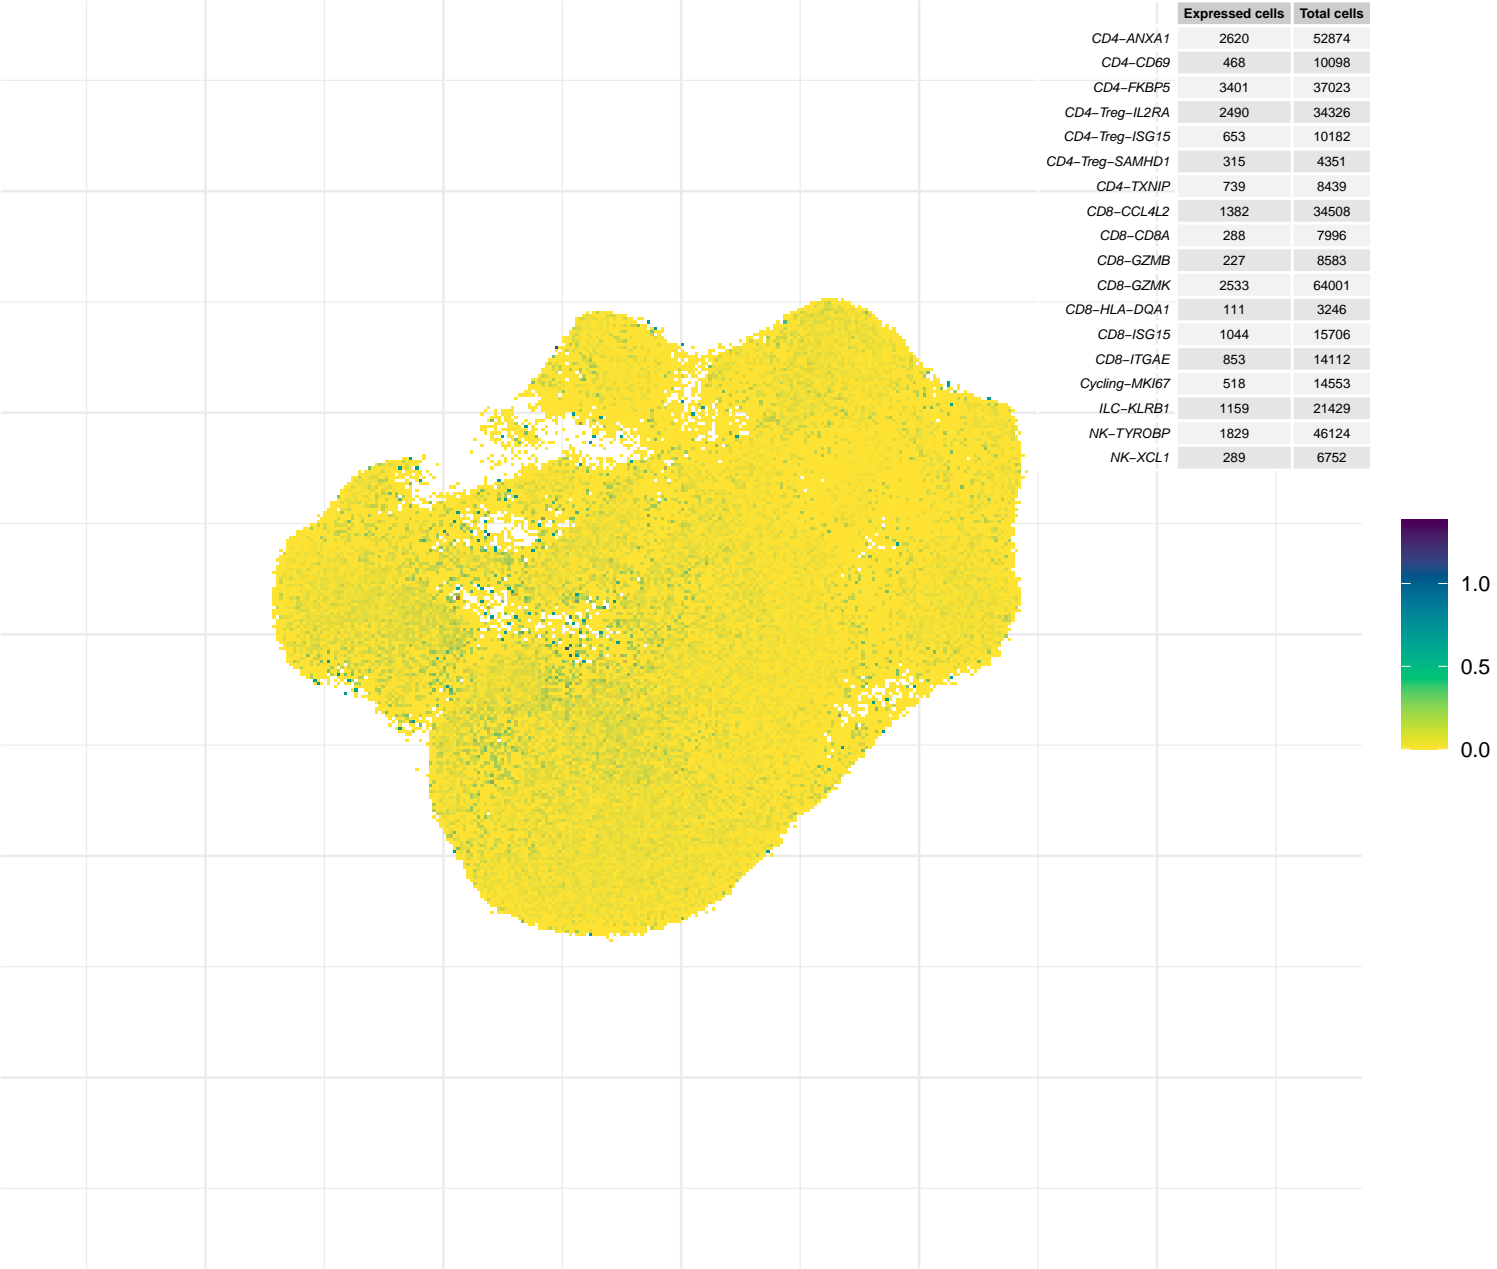 Expressed cells Total cells
CD4−ANXA1 2620 52874
CD4−CD69 468 10098
CD4−FKBP5 3401 37023
CD4−Treg−IL2RA 2490 34326
CD4−Treg−ISG15 653 10182
CD4−Treg−SAMHD1 315 4351
CD4−TXNIP 739 8439
CD8−CCL4L2 1382 34508
CD8−CD8A 288 7996
CD8−GZMB 227 8583
CD8−GZMK 2533 64001
CD8−HLA−DQA1 111 3246
CD8−ISG15 1044 15706
CD8−ITGAE 853 14112
Cycling−MKI67 518 14553
ILC−KLRB1 1159 21429
NK−TYROBP 1829 46124
NK−XCL1 289 6752
1.0
0.5
0.0